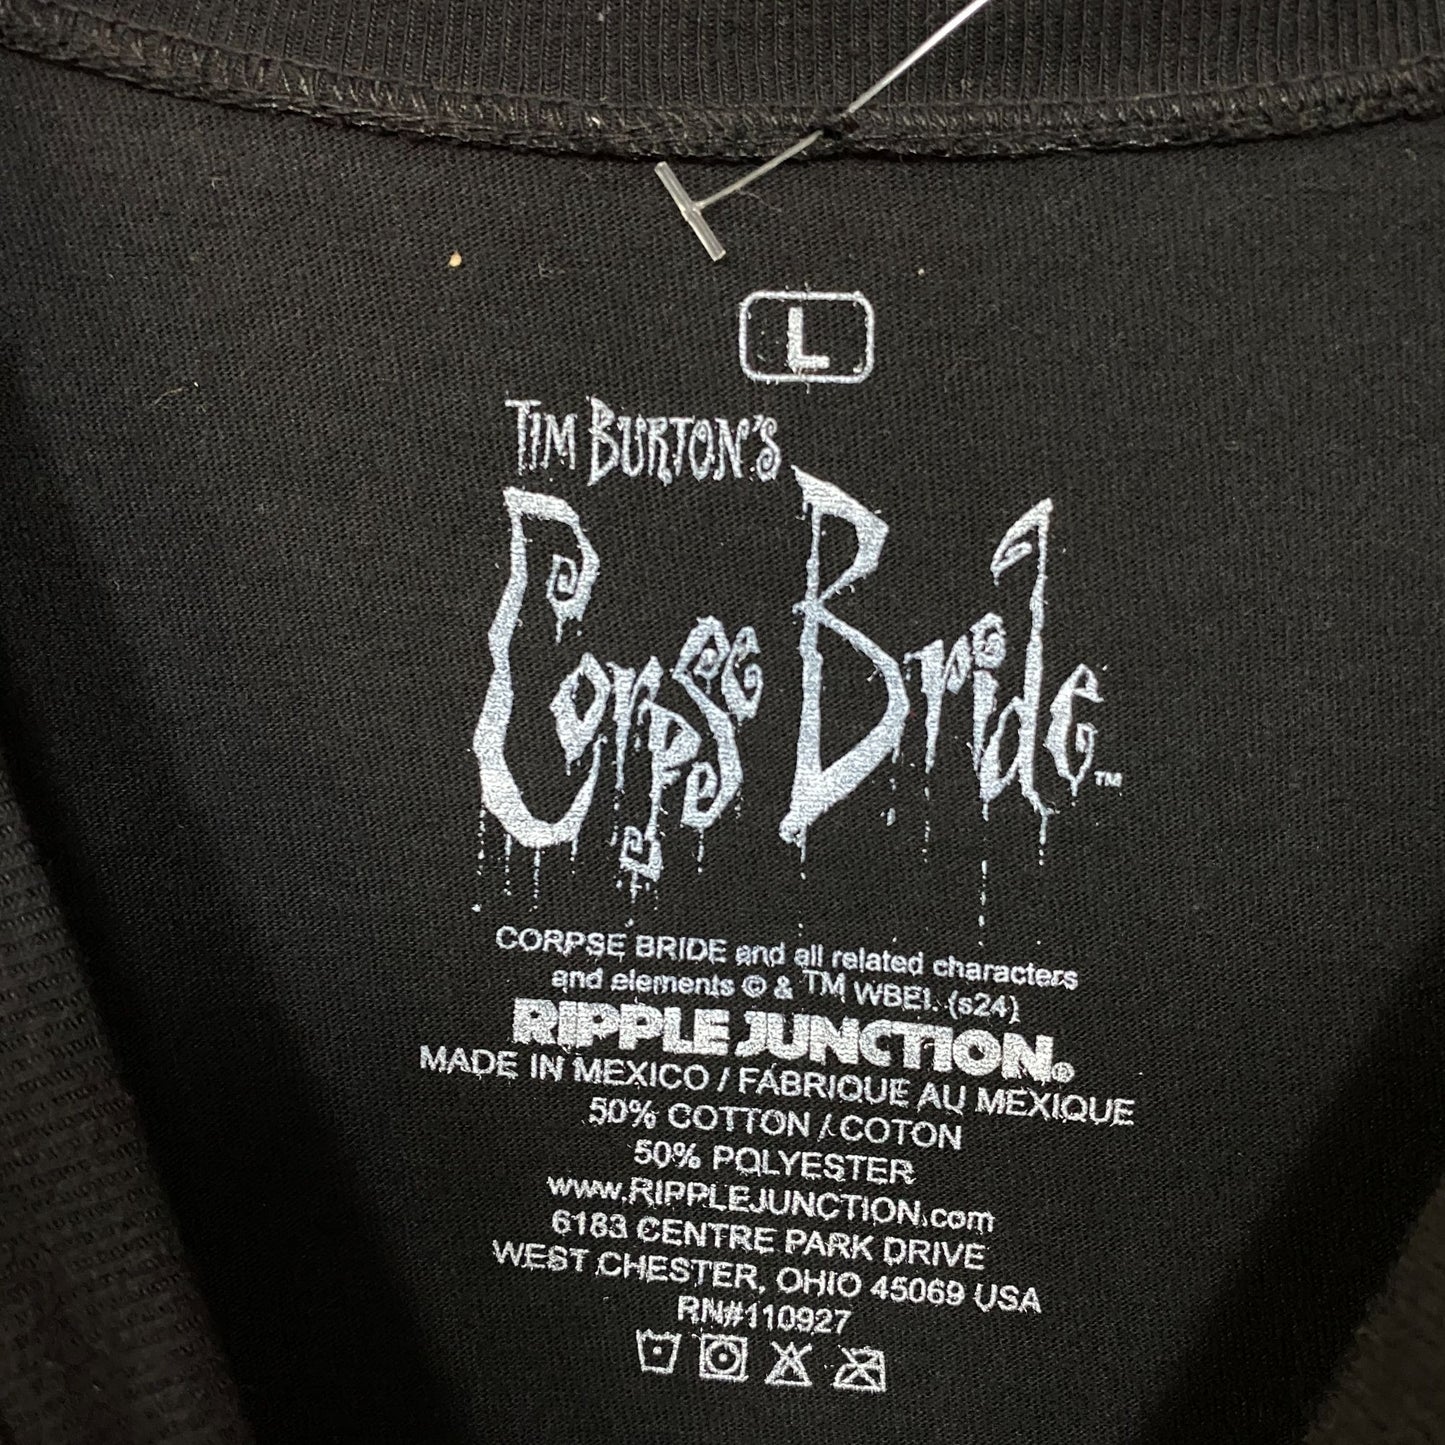 L
TIM BURTON'S
Corpse Bride™
CORPSE BRIDE and all related characters
and elements © & TM WBEI. (s24)
RIPPLE JUNCTION®
MADE IN MEXICO / FABRIQUE AU MEXIQUE
50% COTTON / COTON
50% POLYESTER
www.RIPPLEJUNCTION.com
6183 CENTRE PARK DRIVE
WEST CHESTER, OHIO 45069 USA
RN#110927